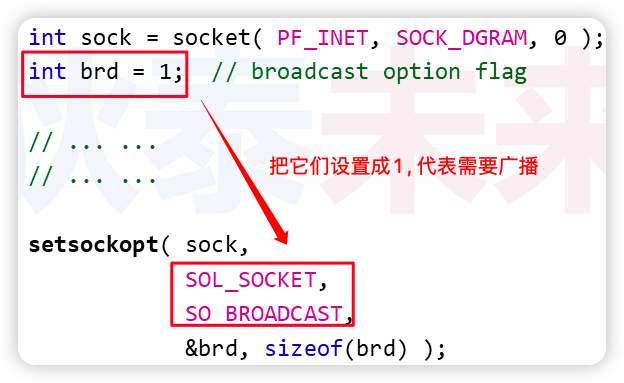 int sock = socket( PF_INET, SOCK_DGRAM, 0 );
int brd = 1;  // broadcast option flag
// ... ...
// ... ...
把它们设置成1,代表需要广播
setsockopt( sock,
SOL_SOCKET,
SO_BROADCAST,
&brd, sizeof(brd) );